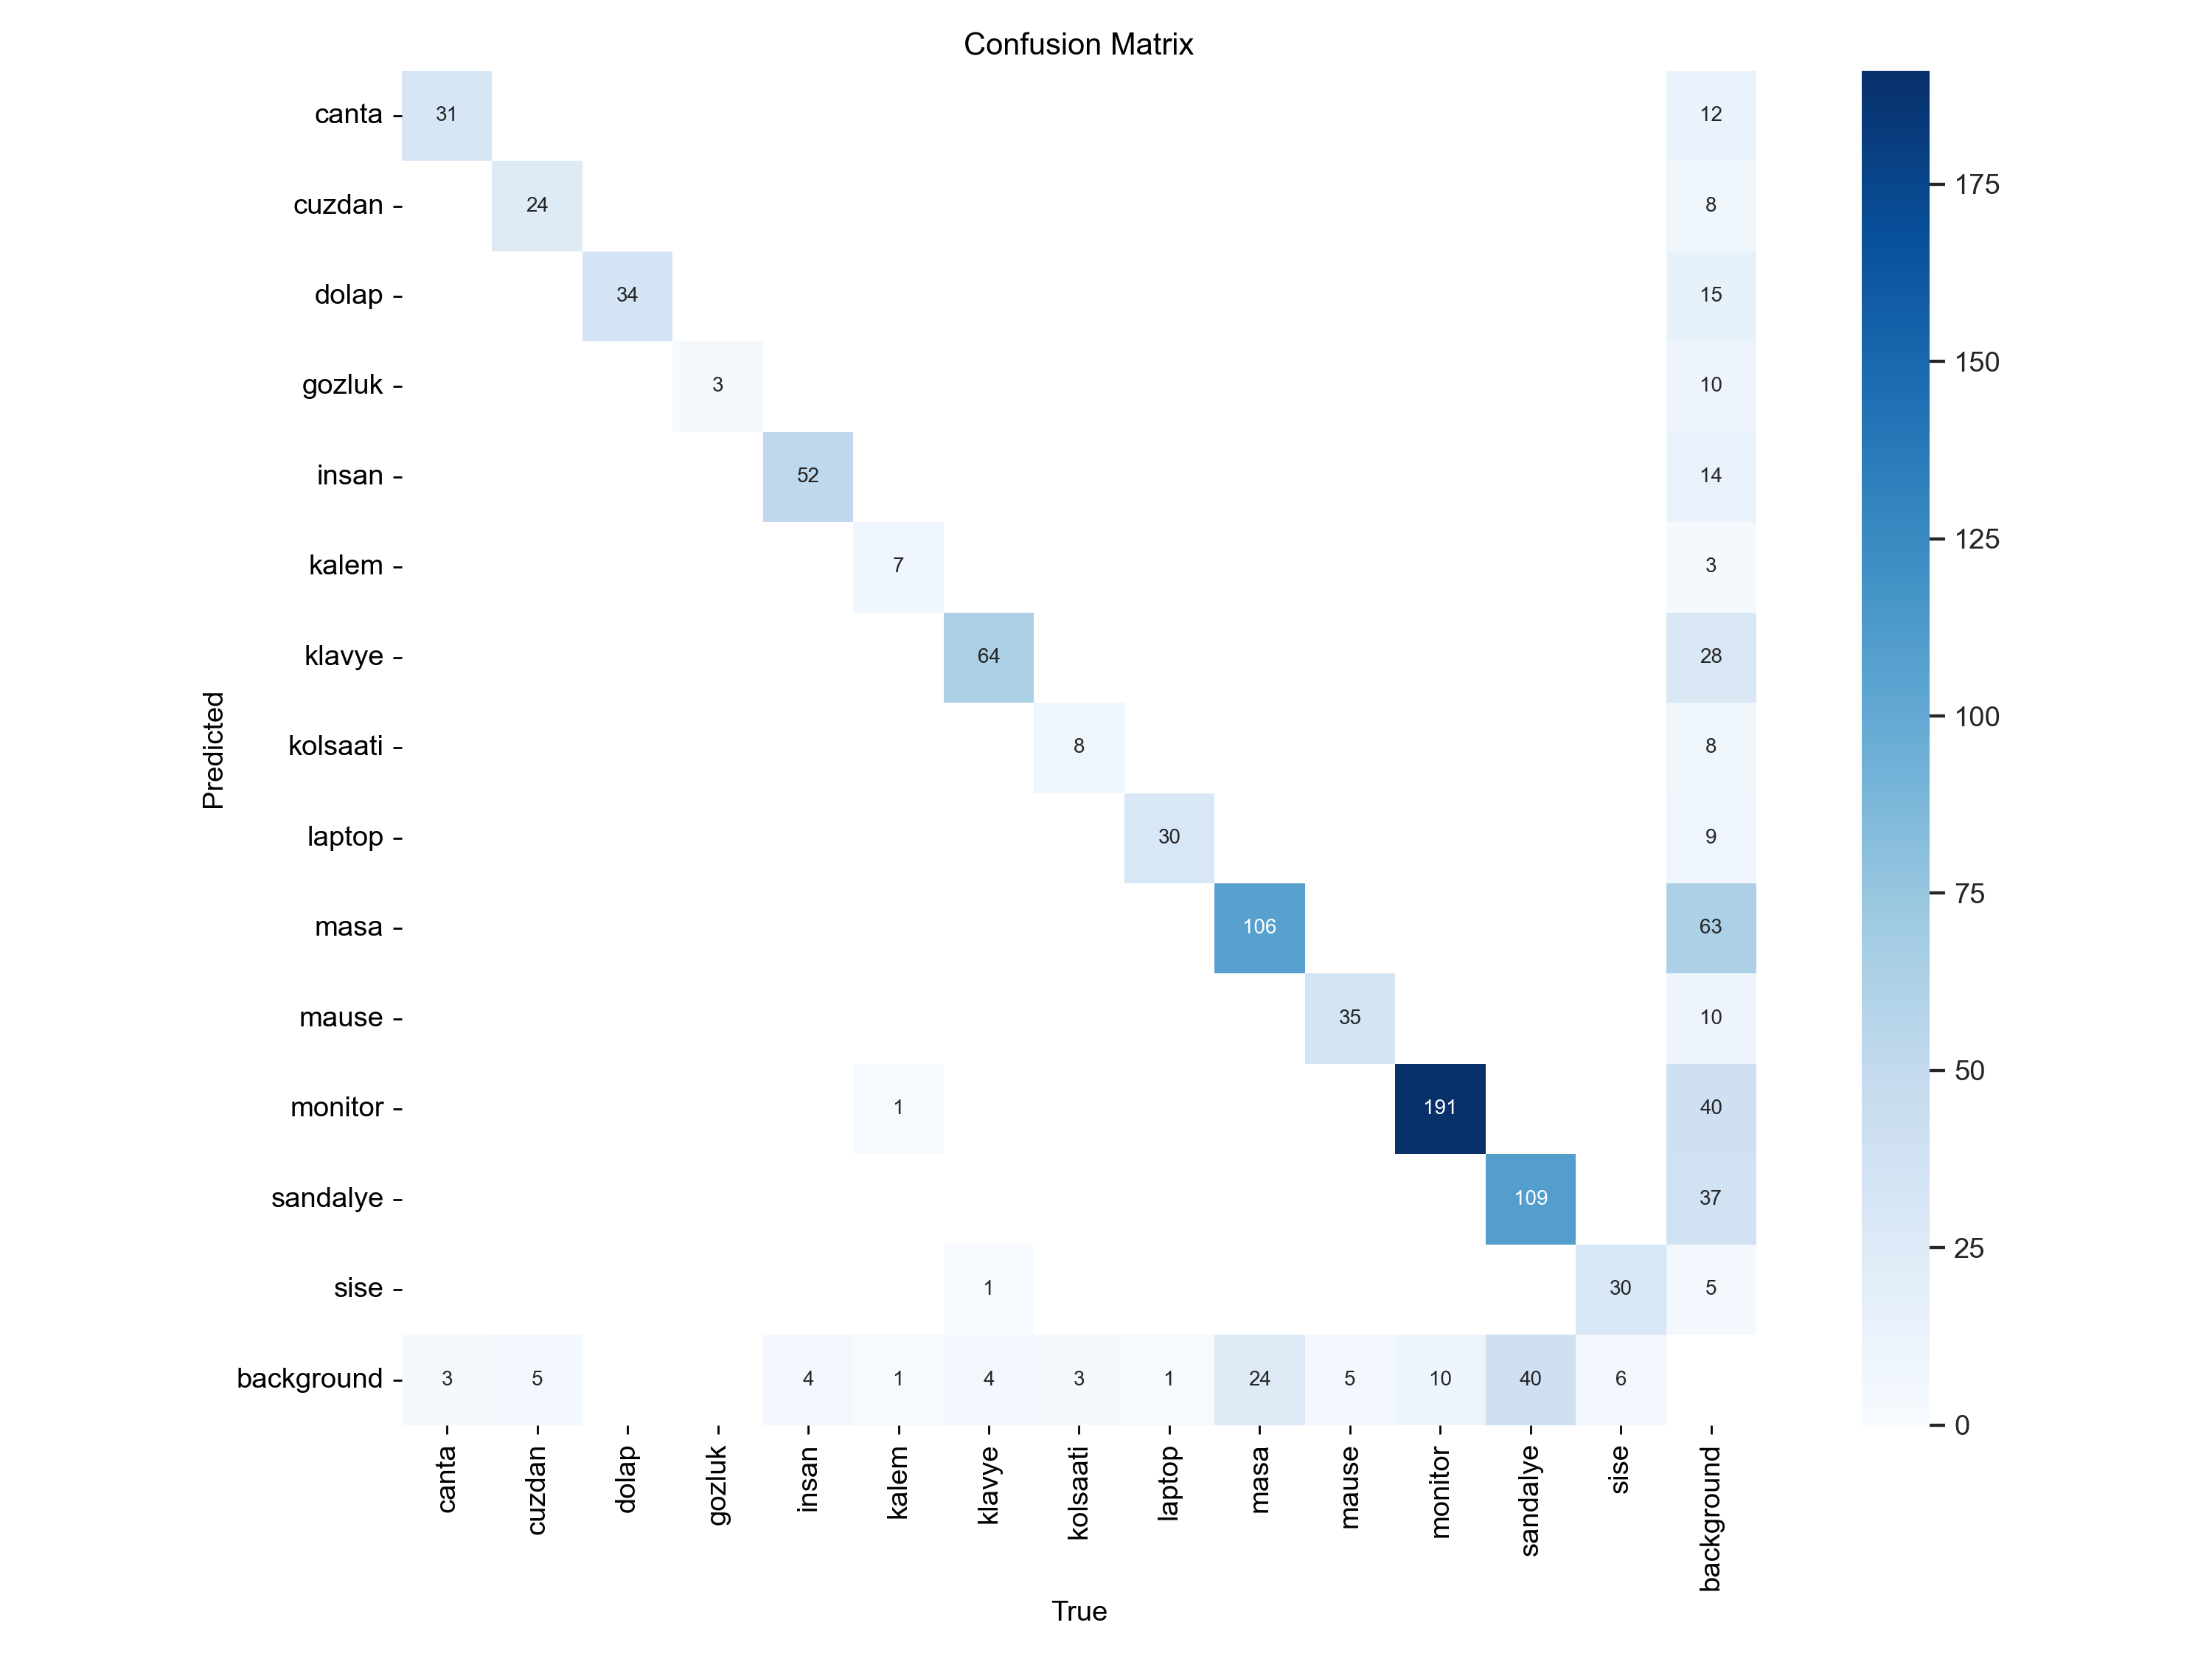 Confusion Matrix
canta 31 12
cuzdan 24 8
dolap 34 15
gozluk 3 10
insan 52 14
kalem 7 3
klavye 64 28
kolsaati 8 8
laptop 30 9
masa 106 63
mause 35 10
monitor 1 191 40
sandalye 109 37
sise 1 30 5
background 3 5 4 1 4 3 1 24 5 10 40 6
canta cuzdan dolap gozluk insan kalem klavye kolsaati laptop masa mause monitor sandalye sise background
True
Predicted
175
150
125
100
75
50
25
0